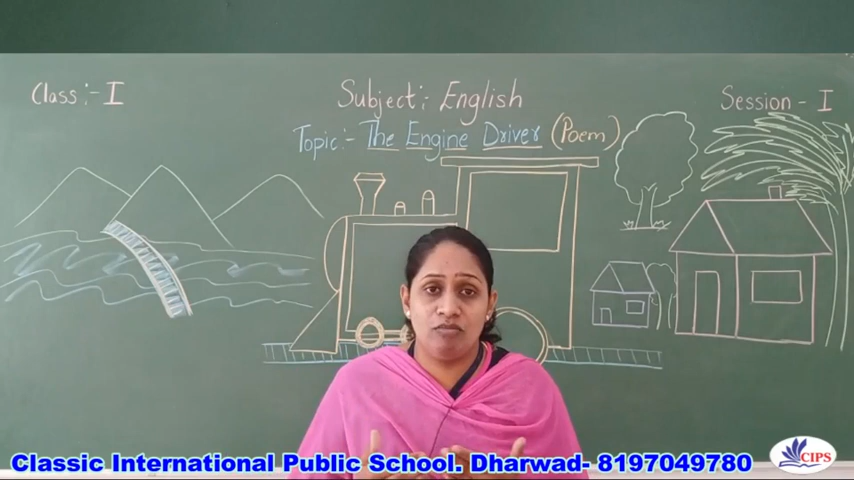 Class:- I
Subject: English
Session - I
Topic:- The Engine Driver (Poem)
Classic International Public School. Dharwad- 8197049780
CIPS